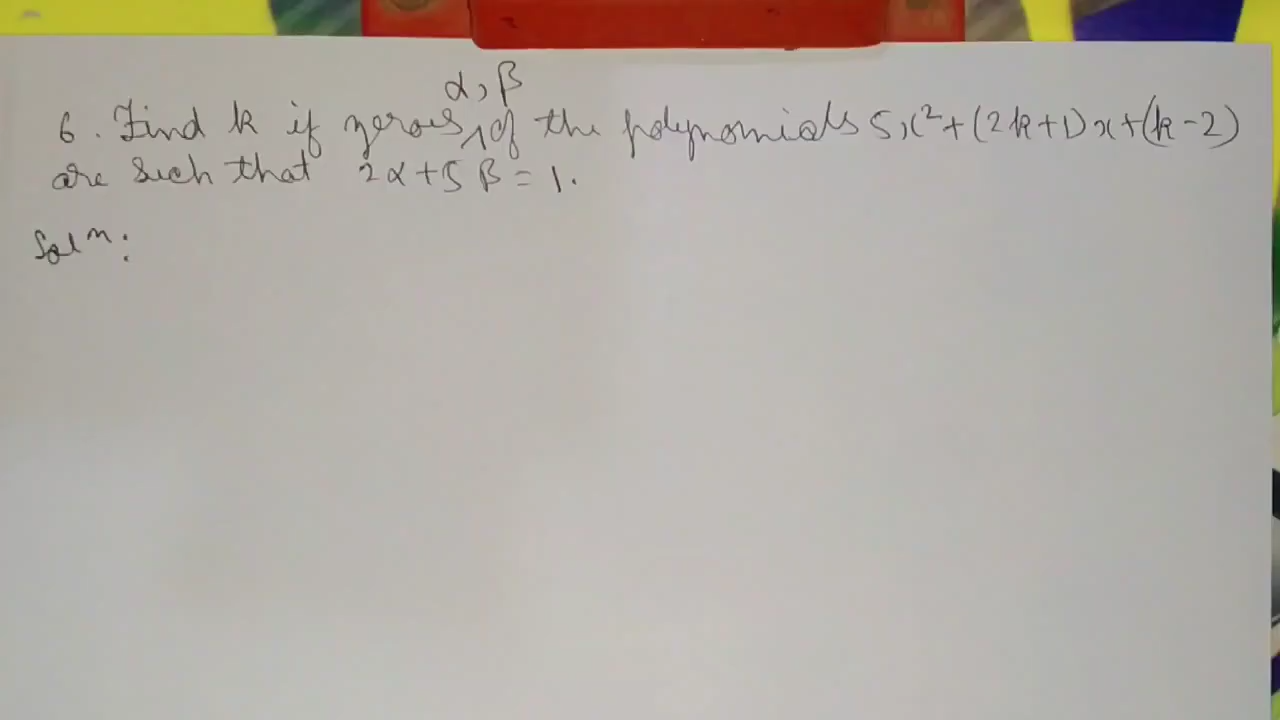 α, β
6. Find k if zeroes of the polynomials 5x²+(2k+1)x+(k-2)
are such that 2α+5β=1.
Solⁿ: